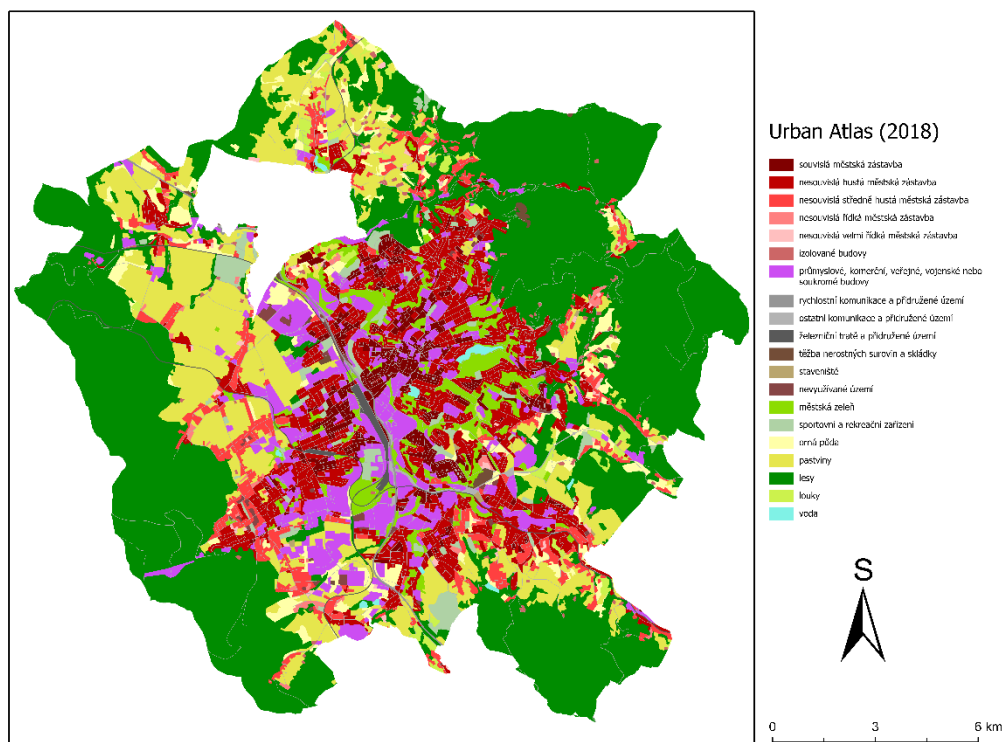 Urban Atlas (2018)
souvislá městská zástavba
nesouvislá hustá městská zástavba
nesouvislá středně hustá městská zástavba
nesouvislá řídká městská zástavba
nesouvislá velmi řídká městská zástavba
izolované budovy
průmyslové, komerční, veřejné, vojenské nebo
soukromé budovy
rychlostní komunikace a přidružené území
ostatní komunikace a přidružené území
železniční tratě a přidružené území
těžba nerostných surovin a skládky
staveniště
nevyužívané území
městská zeleň
sportovní a rekreační zařízení
orná půda
pastviny
lesy
louky
voda
S
0 3 6 km